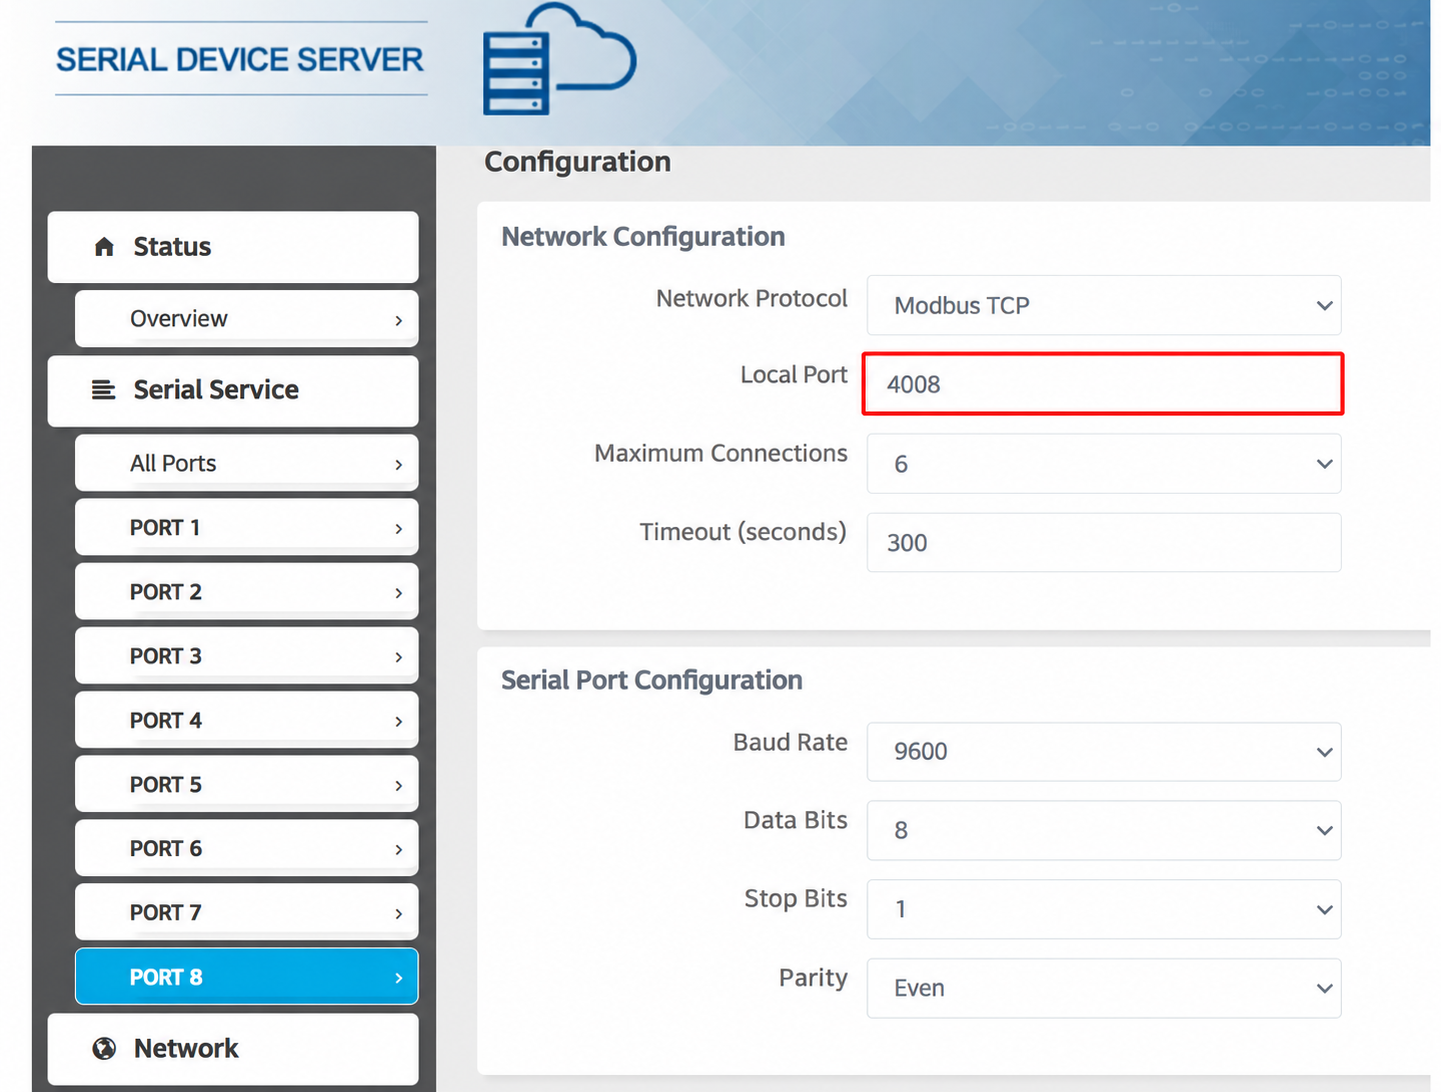 SERIAL DEVICE SERVER
Configuration
Status
Overview
Serial Service
All Ports
PORT 1
PORT 2
PORT 3
PORT 4
PORT 5
PORT 6
PORT 7
PORT 8
Network
Network Configuration
Network Protocol Modbus TCP
Local Port 4008
Maximum Connections 6
Timeout (seconds) 300
Serial Port Configuration
Baud Rate 9600
Data Bits 8
Stop Bits 1
Parity Even